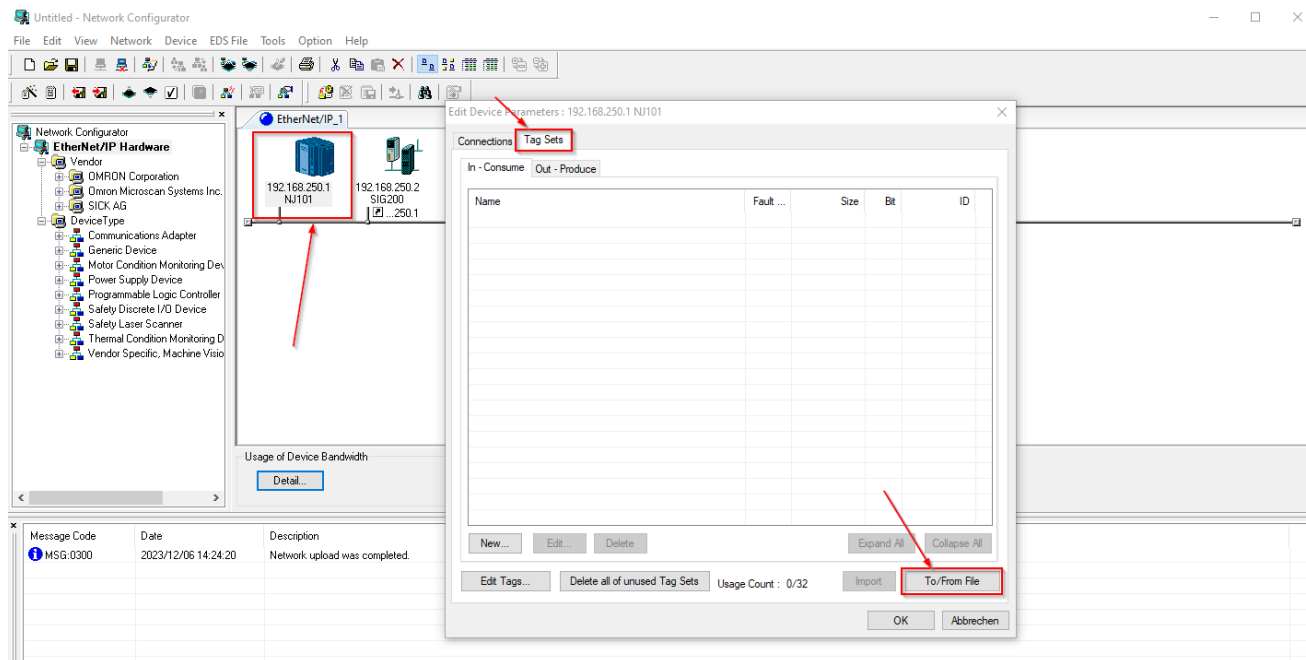 Untitled - Network Configurator
File Edit View Network Device EDS File Tools Option Help
Network Configurator
EtherNet/IP Hardware
Vendor
OMRON Corporation
Omron Microscan Systems Inc.
SICK AG
DeviceType
Communications Adapter
Generic Device
Motor Condition Monitoring Dev
Power Supply Device
Programmable Logic Controller
Safety Discrete I/O Device
Safety Laser Scanner
Thermal Condition Monitoring D
Vendor Specific, Machine Visio
EtherNet/IP_1
192.168.250.1
NJ101
192.168.250.2
SIG200
...250.1
Usage of Device Bandwidth
Detail...
Edit Device Parameters : 192.168.250.1 NJ101
Connections Tag Sets
In - Consume Out - Produce
Name Fault ... Size Bit ID
New... Edit... Delete Expand All Collapse All
Edit Tags... Delete all of unused Tag Sets Usage Count : 0/32 Import To/From File
OK Abbrechen
Message Code Date Description
MSG:0300 2023/12/06 14:24:20 Network upload was completed.